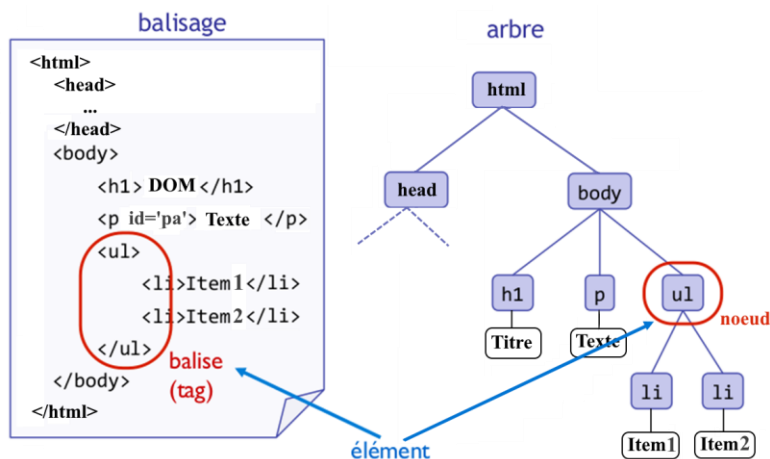 balisage
<html>
<head>
...
</head>
<body>
<h1> DOM </h1>
<p id='pa'> Texte </p>
<ul>
<li>Item1</li>
<li>Item2</li>
</ul>
balise
(tag)
</body>
</html>
arbre
html
head
body
h1
p
ul
noeud
Titre
Texte
li
li
Item1
Item2
élément